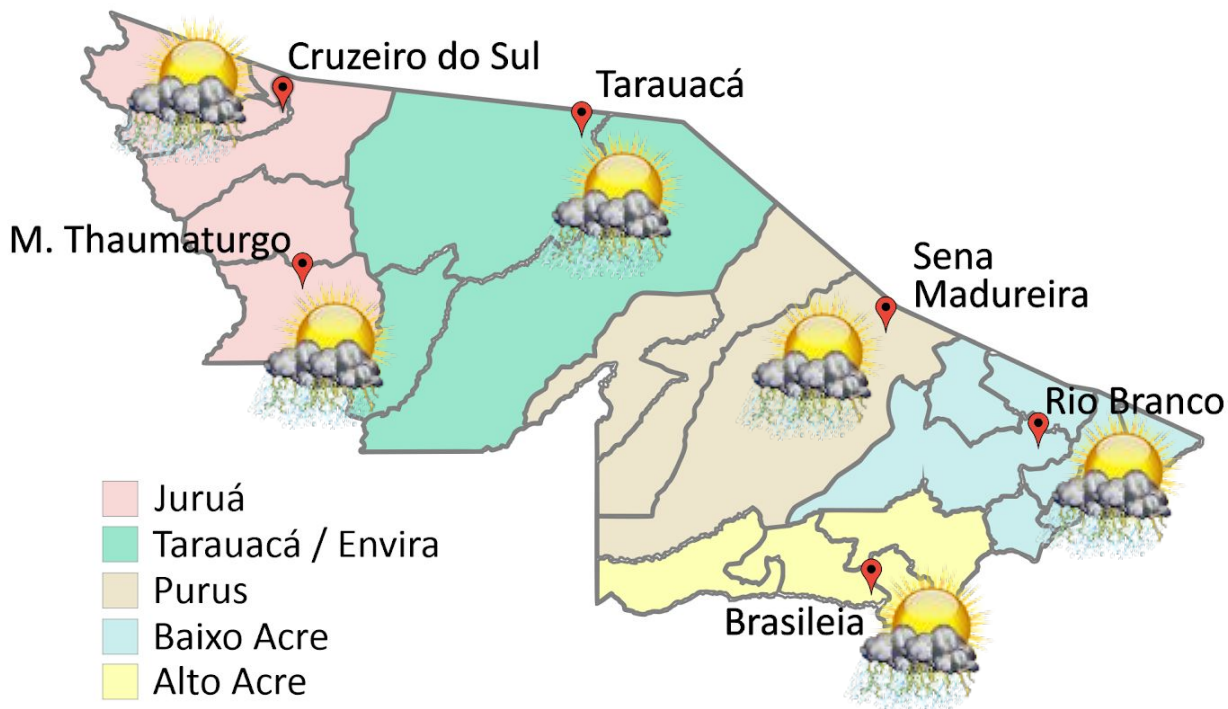 Cruzeiro do Sul
Tarauacá
M. Thaumaturgo
Sena
Madureira
Rio Branco
Brasileia
Juruá
Tarauacá / Envira
Purus
Baixo Acre
Alto Acre